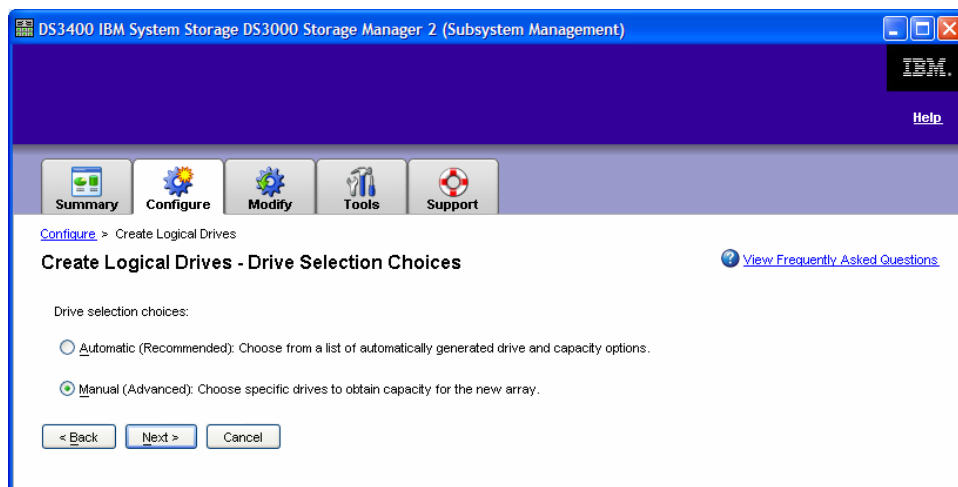 DS3400 IBM System Storage DS3000 Storage Manager 2 (Subsystem Management)
IBM.
Help
Summary
Configure
Modify
Tools
Support
Configure > Create Logical Drives
Create Logical Drives - Drive Selection Choices
View Frequently Asked Questions
Drive selection choices:
Automatic (Recommended): Choose from a list of automatically generated drive and capacity options.
Manual (Advanced): Choose specific drives to obtain capacity for the new array.
< Back
Next >
Cancel